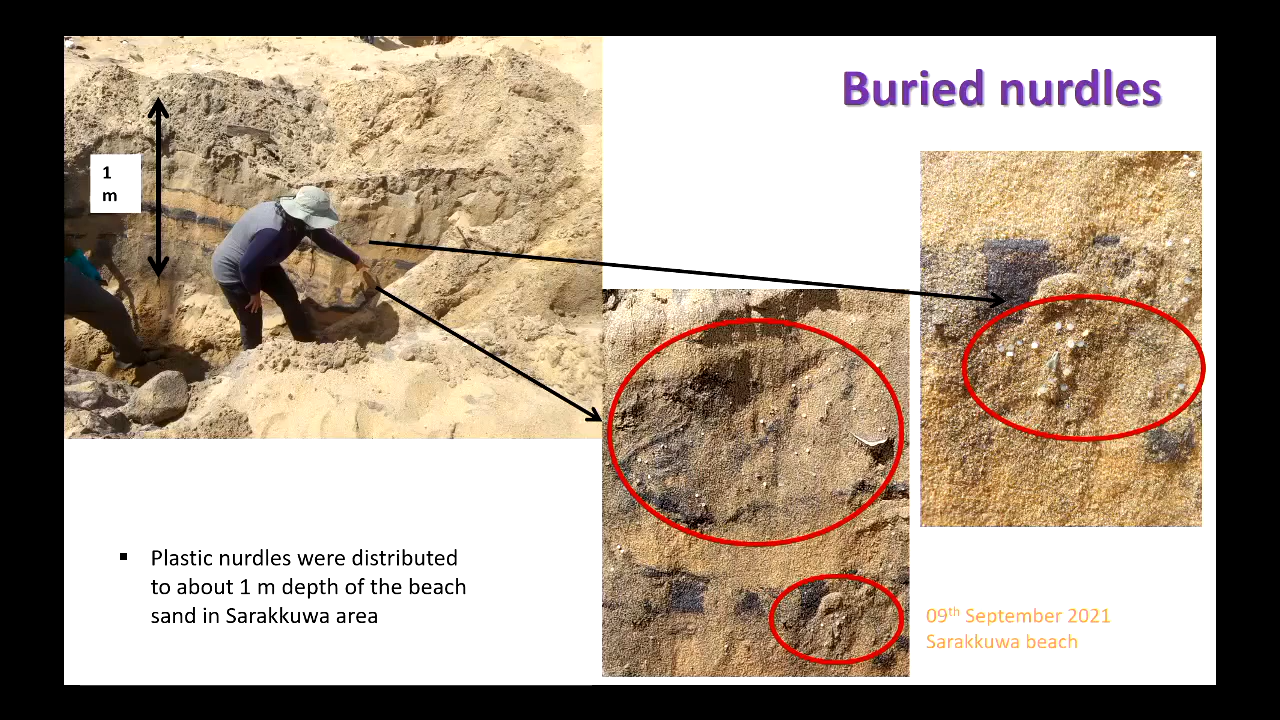 Buried nurdles
1
m
▪ Plastic nurdles were distributed
to about 1 m depth of the beach
sand in Sarakkuwa area
09th September 2021
Sarakkuwa beach